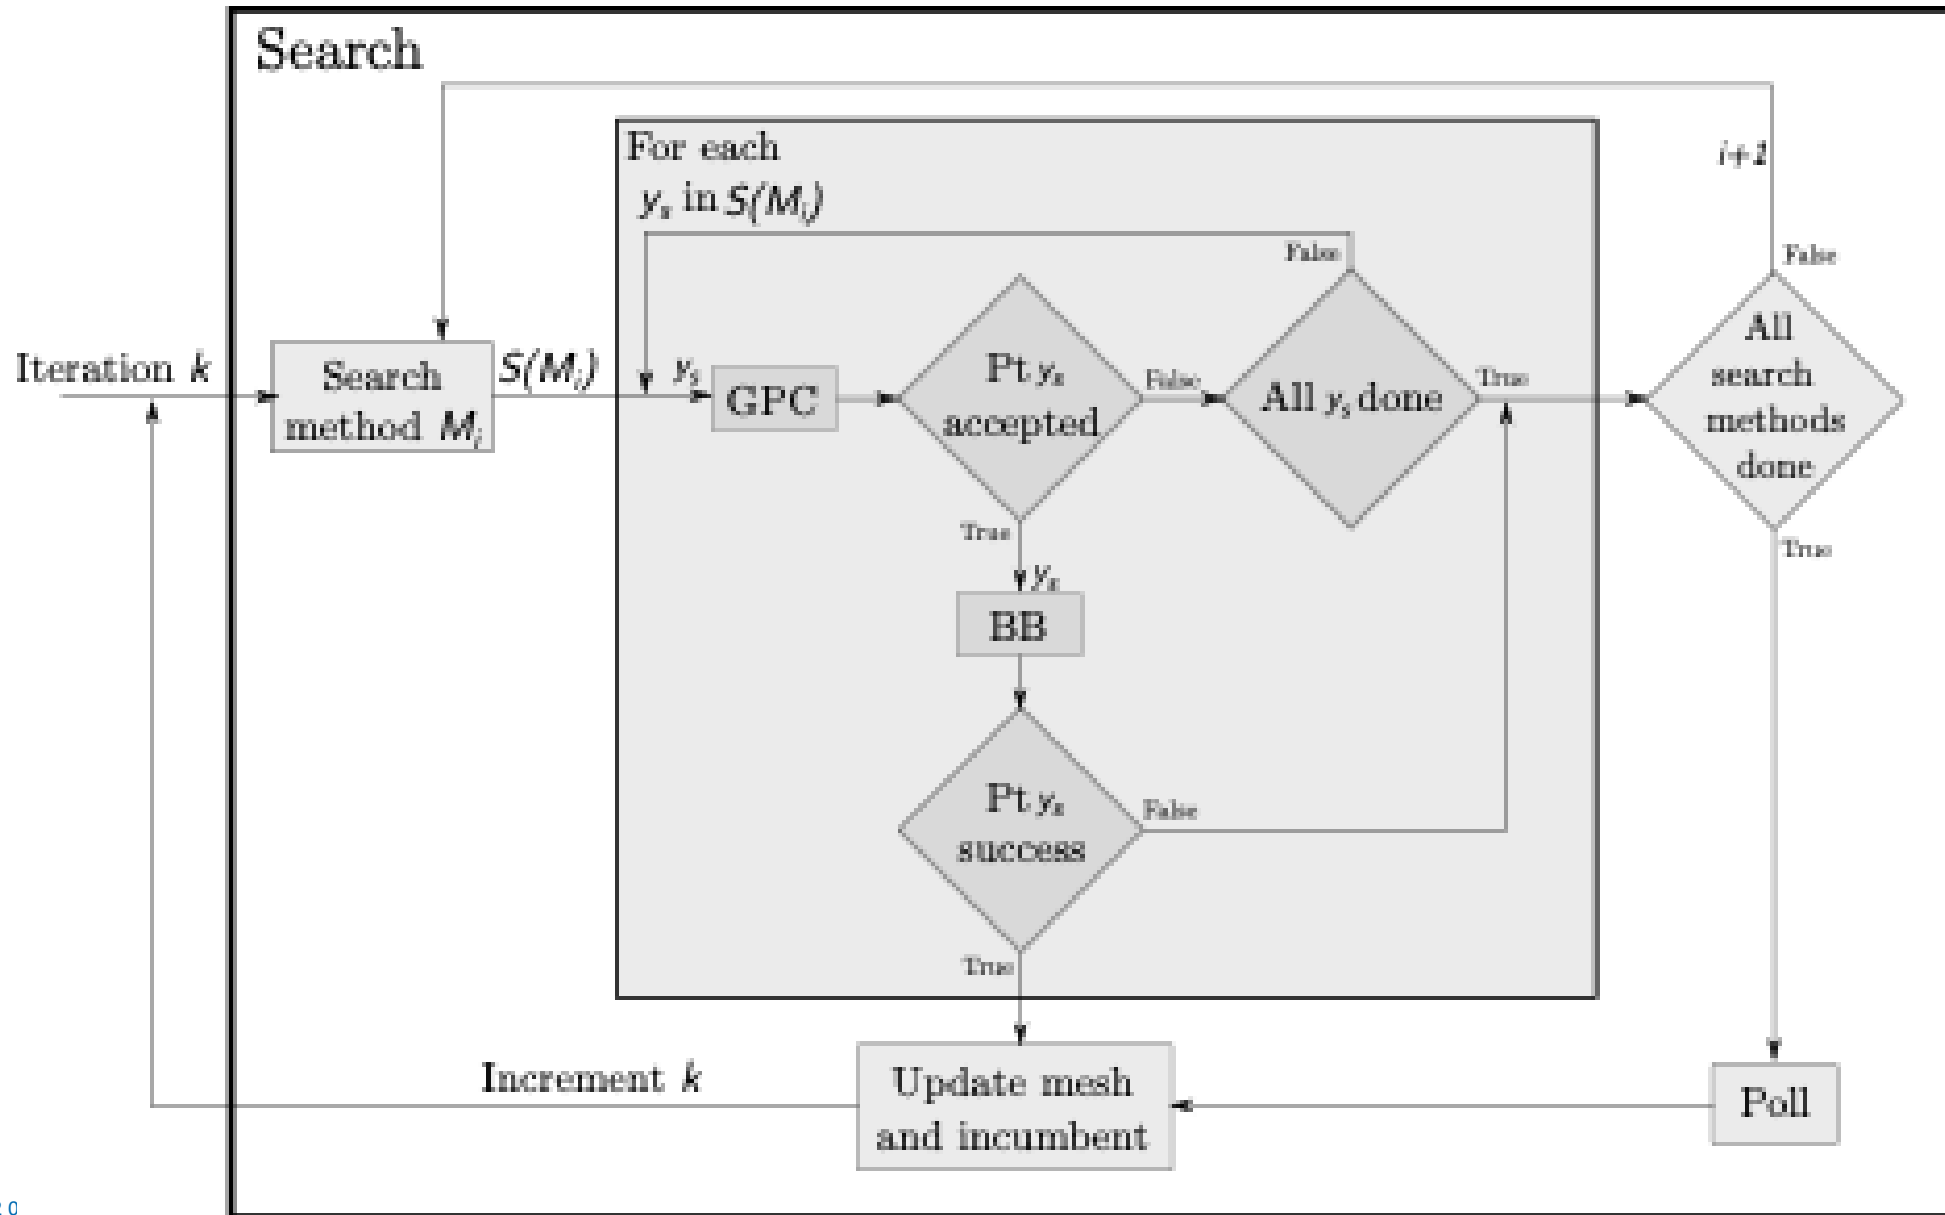 Search
i+1
For each
y_s in S(M_i)
False
False
Iteration k
Search
method M_i
S(M_i)
y_s
GPC
Pt y_s
accepted
False
All y_s done
True
All
search
methods
done
True
True
y_s
BB
Pt y_s
success
False
True
Increment k
Update mesh
and incumbent
Poll